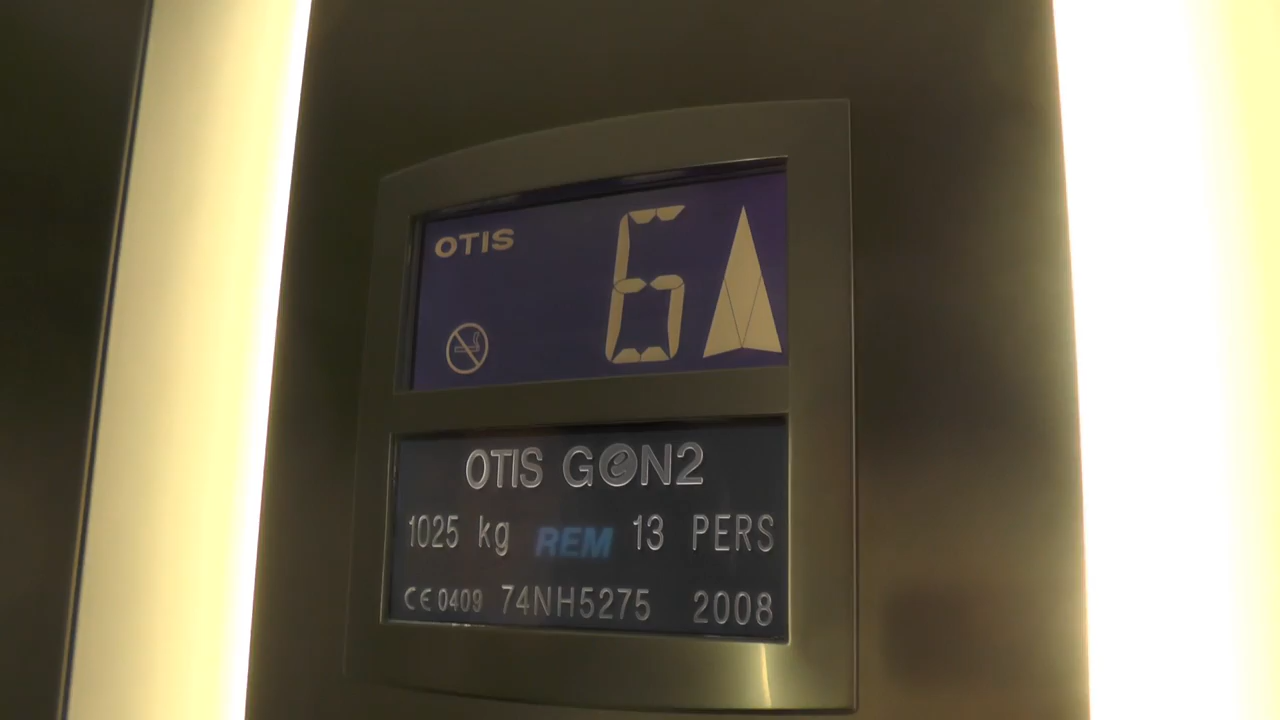 OTIS
6
OTIS GeN2
1025 kg REM 13 PERS
CE 0409 74NH5275 2008